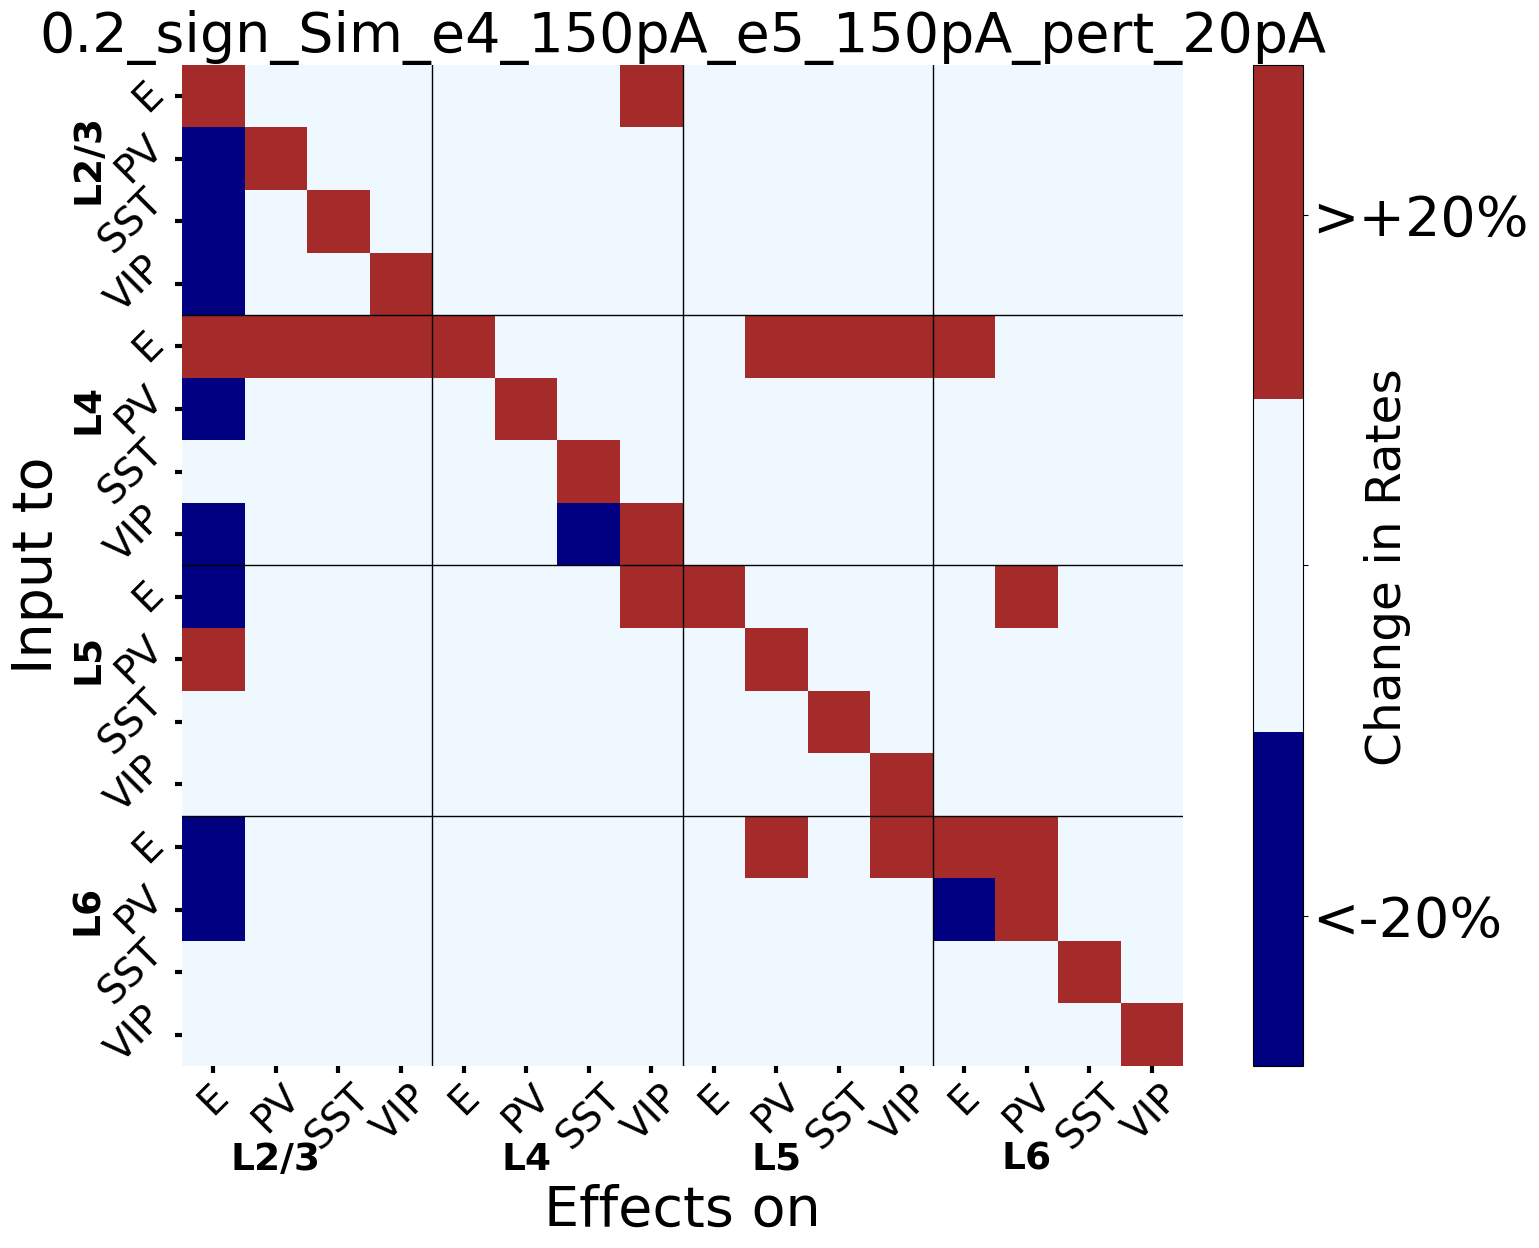 0.2_sign_Sim_e4_150pA_e5_150pA_pert_20pA
Input to
L2/3
E
PV
SST
VIP
L4
E
PV
SST
VIP
L5
E
PV
SST
VIP
L6
E
PV
SST
VIP
E PV SST VIP E PV SST VIP E PV SST VIP E PV SST VIP
L2/3 L4 L5 L6
Effects on
>+20%
<-20%
Change in Rates